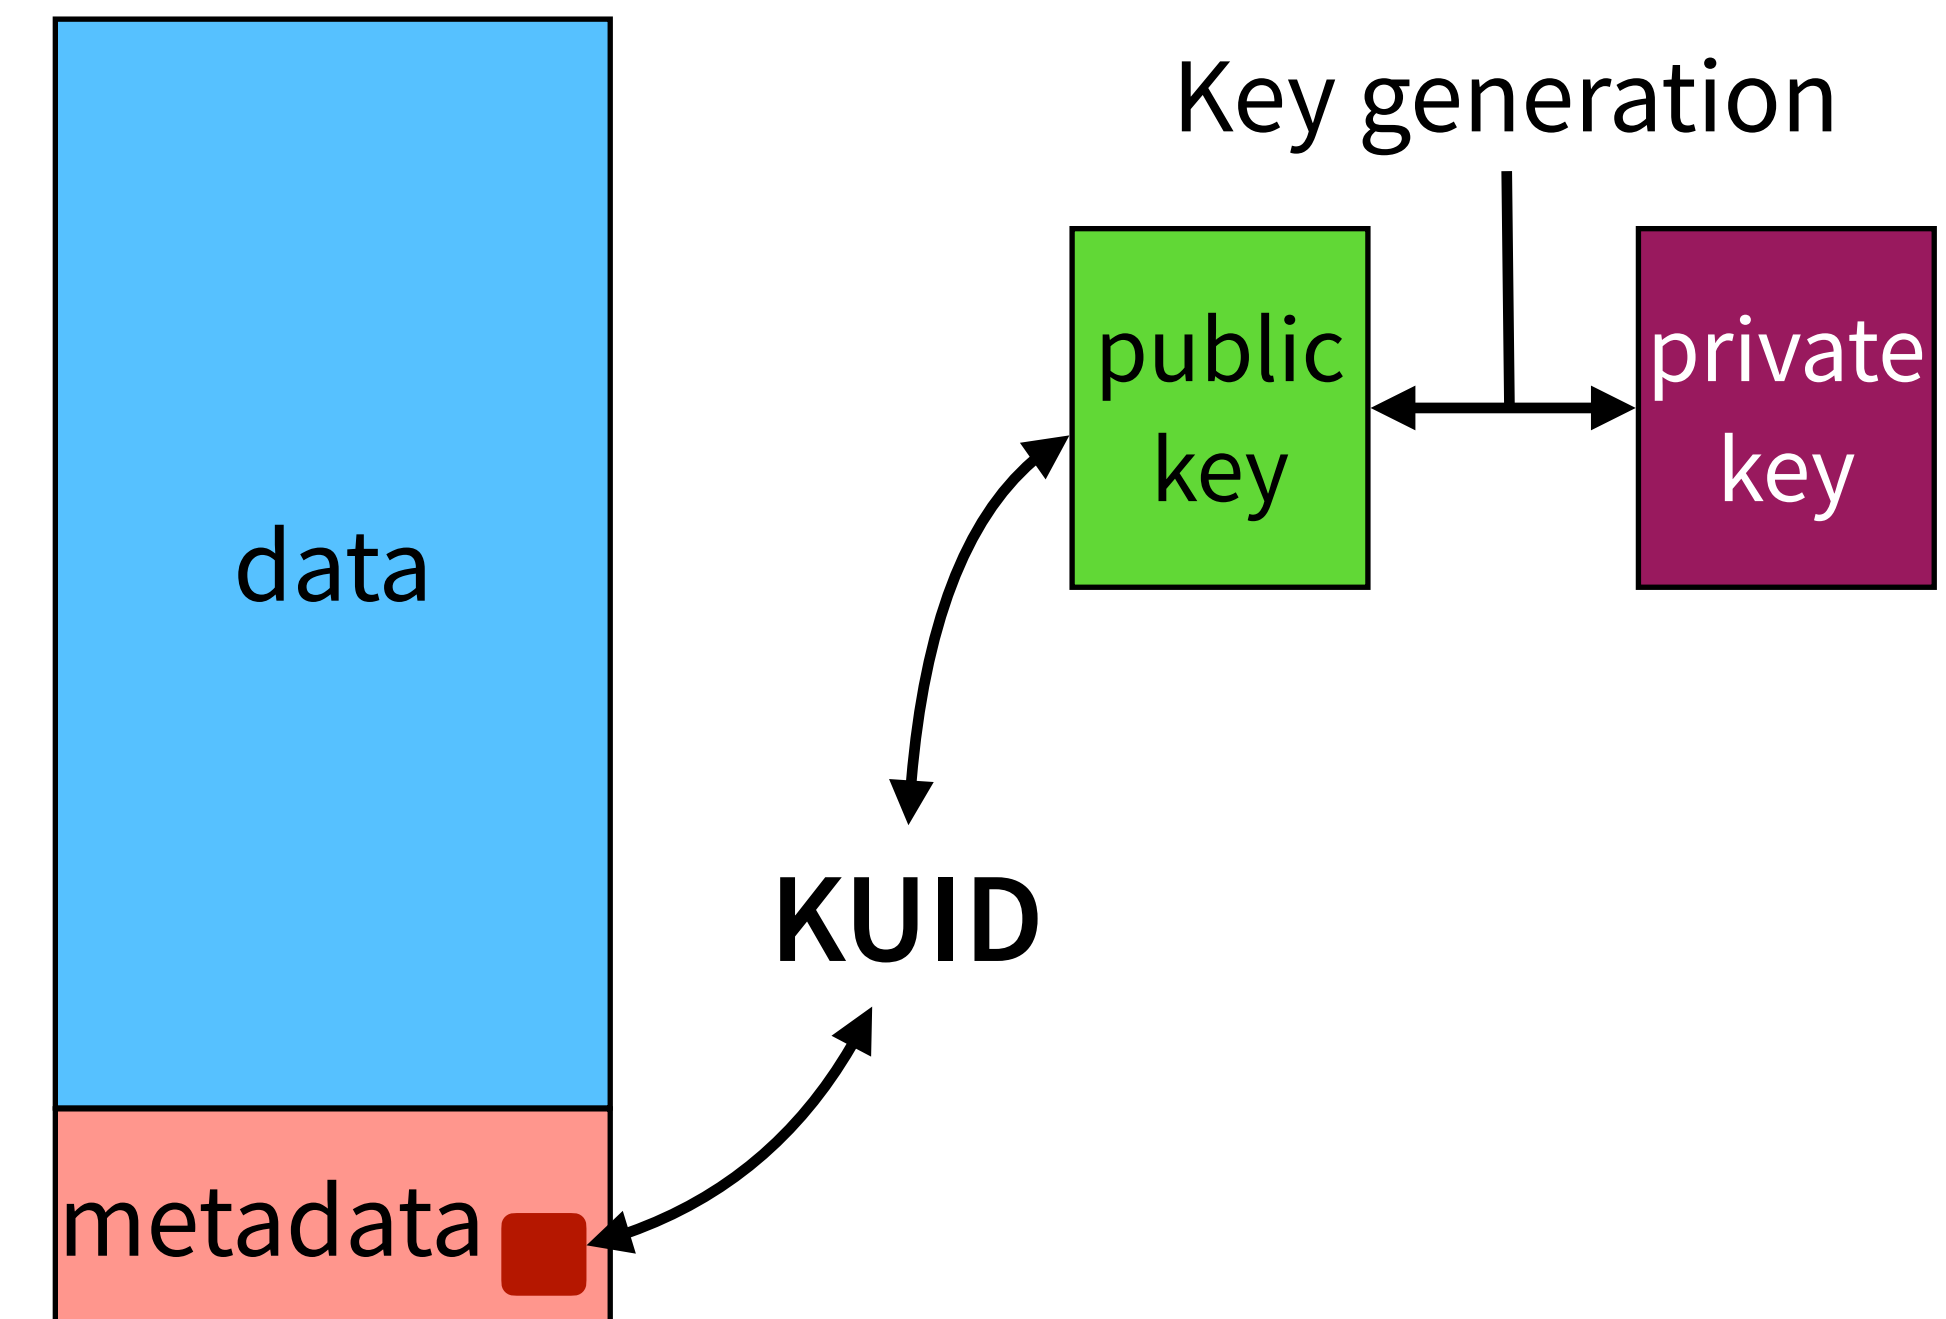 Key generation
public
key
private
key
data
KUID
metadata